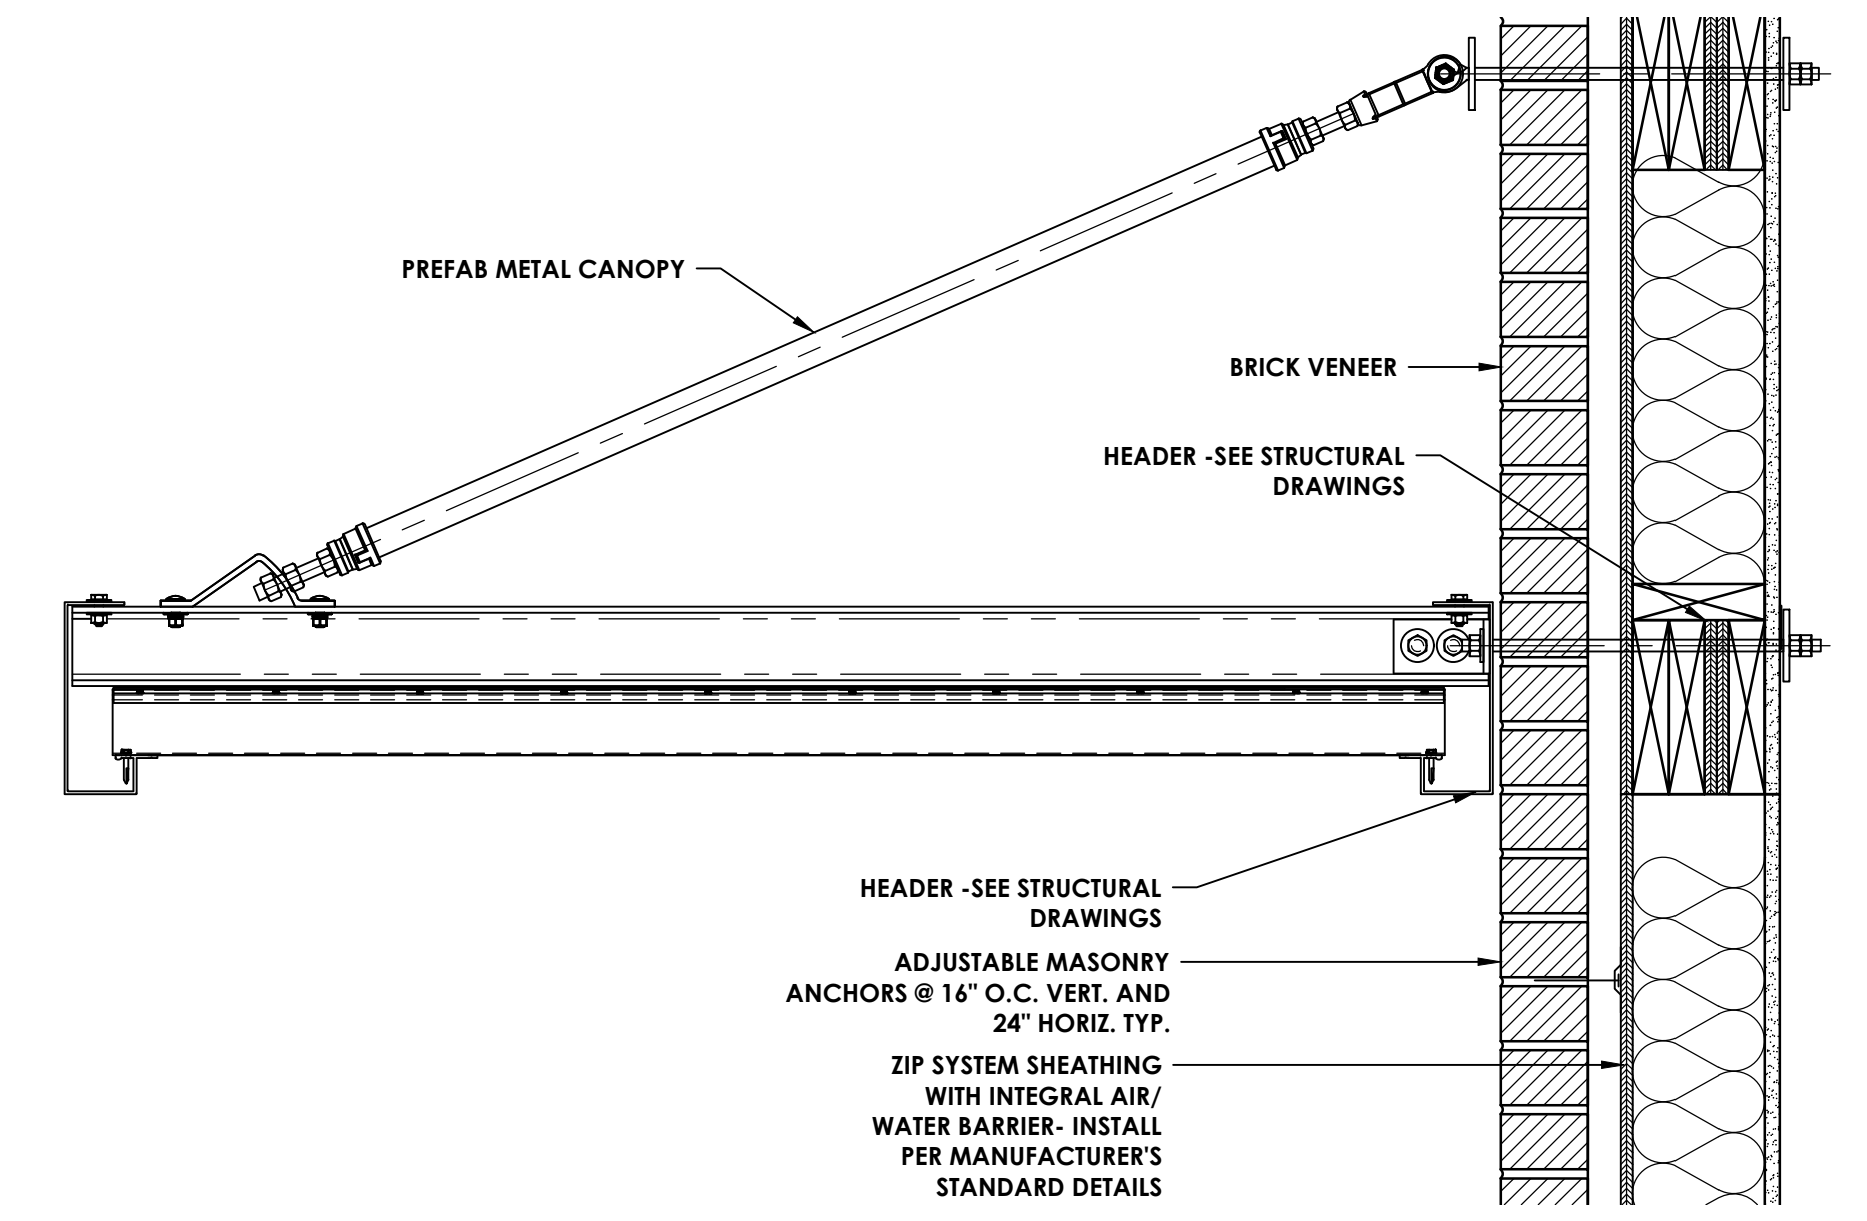 PREFAB METAL CANOPY
BRICK VENEER
HEADER -SEE STRUCTURAL
DRAWINGS
HEADER -SEE STRUCTURAL
DRAWINGS
ADJUSTABLE MASONRY
ANCHORS @ 16" O.C. VERT. AND
24" HORIZ. TYP.
ZIP SYSTEM SHEATHING
WITH INTEGRAL AIR/
WATER BARRIER- INSTALL
PER MANUFACTURER'S
STANDARD DETAILS